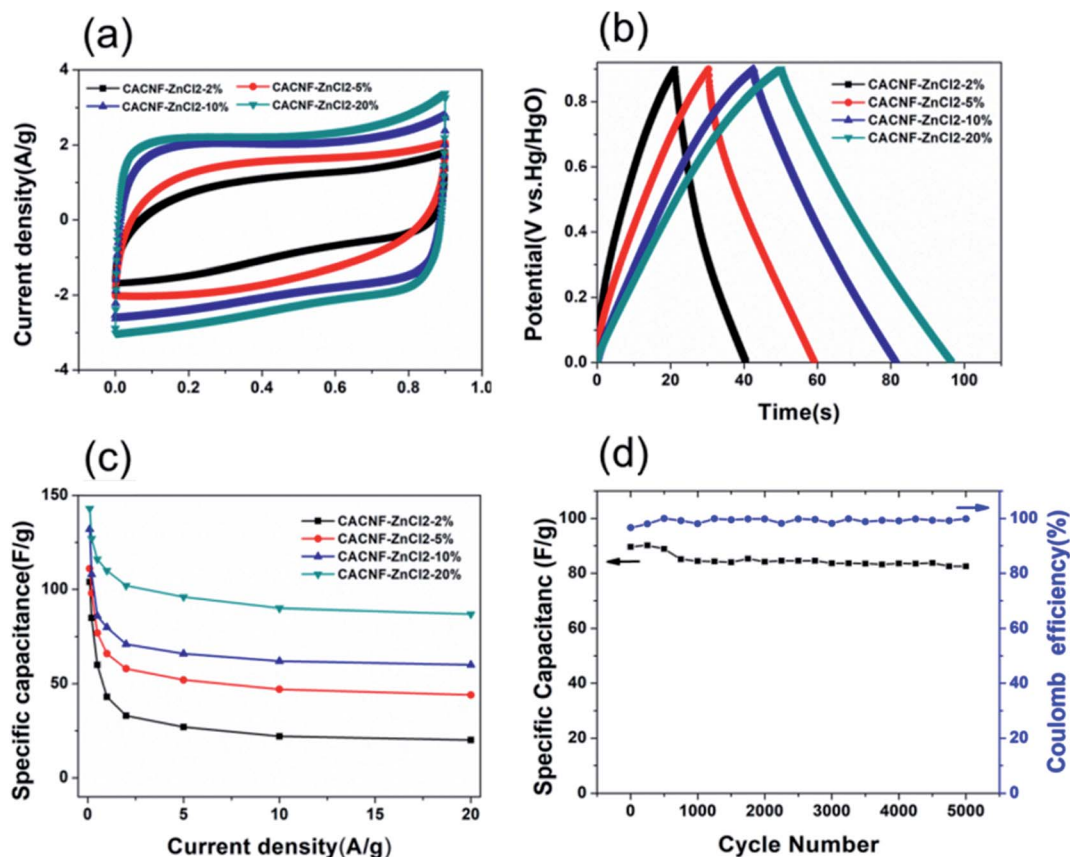 (a)
CACNF-ZnCl2-2% CACNF-ZnCl2-5%
CACNF-ZnCl2-10% CACNF-ZnCl2-20%
Current density(A/g)
4
2
0
-2
-4
0.0 0.2 0.4 0.6 0.8 1.0
(b)
CACNF-ZnCl2-2%
CACNF-ZnCl2-5%
CACNF-ZnCl2-10%
CACNF-ZnCl2-20%
Potential(V vs.Hg/HgO)
0.8
0.6
0.4
0.2
0.0
0 20 40 60 80 100
Time(s)
(c)
CACNF-ZnCl2-2%
CACNF-ZnCl2-5%
CACNF-ZnCl2-10%
CACNF-ZnCl2-20%
Specific capacitance(F/g)
150
100
50
0
0 5 10 15 20
Current density(A/g)
(d)
Specific Capacitanc (F/g)
100
80
60
40
20
0
0 1000 2000 3000 4000 5000
Cycle Number
100
80
60
40
20
0
Coulomb efficiency(%)